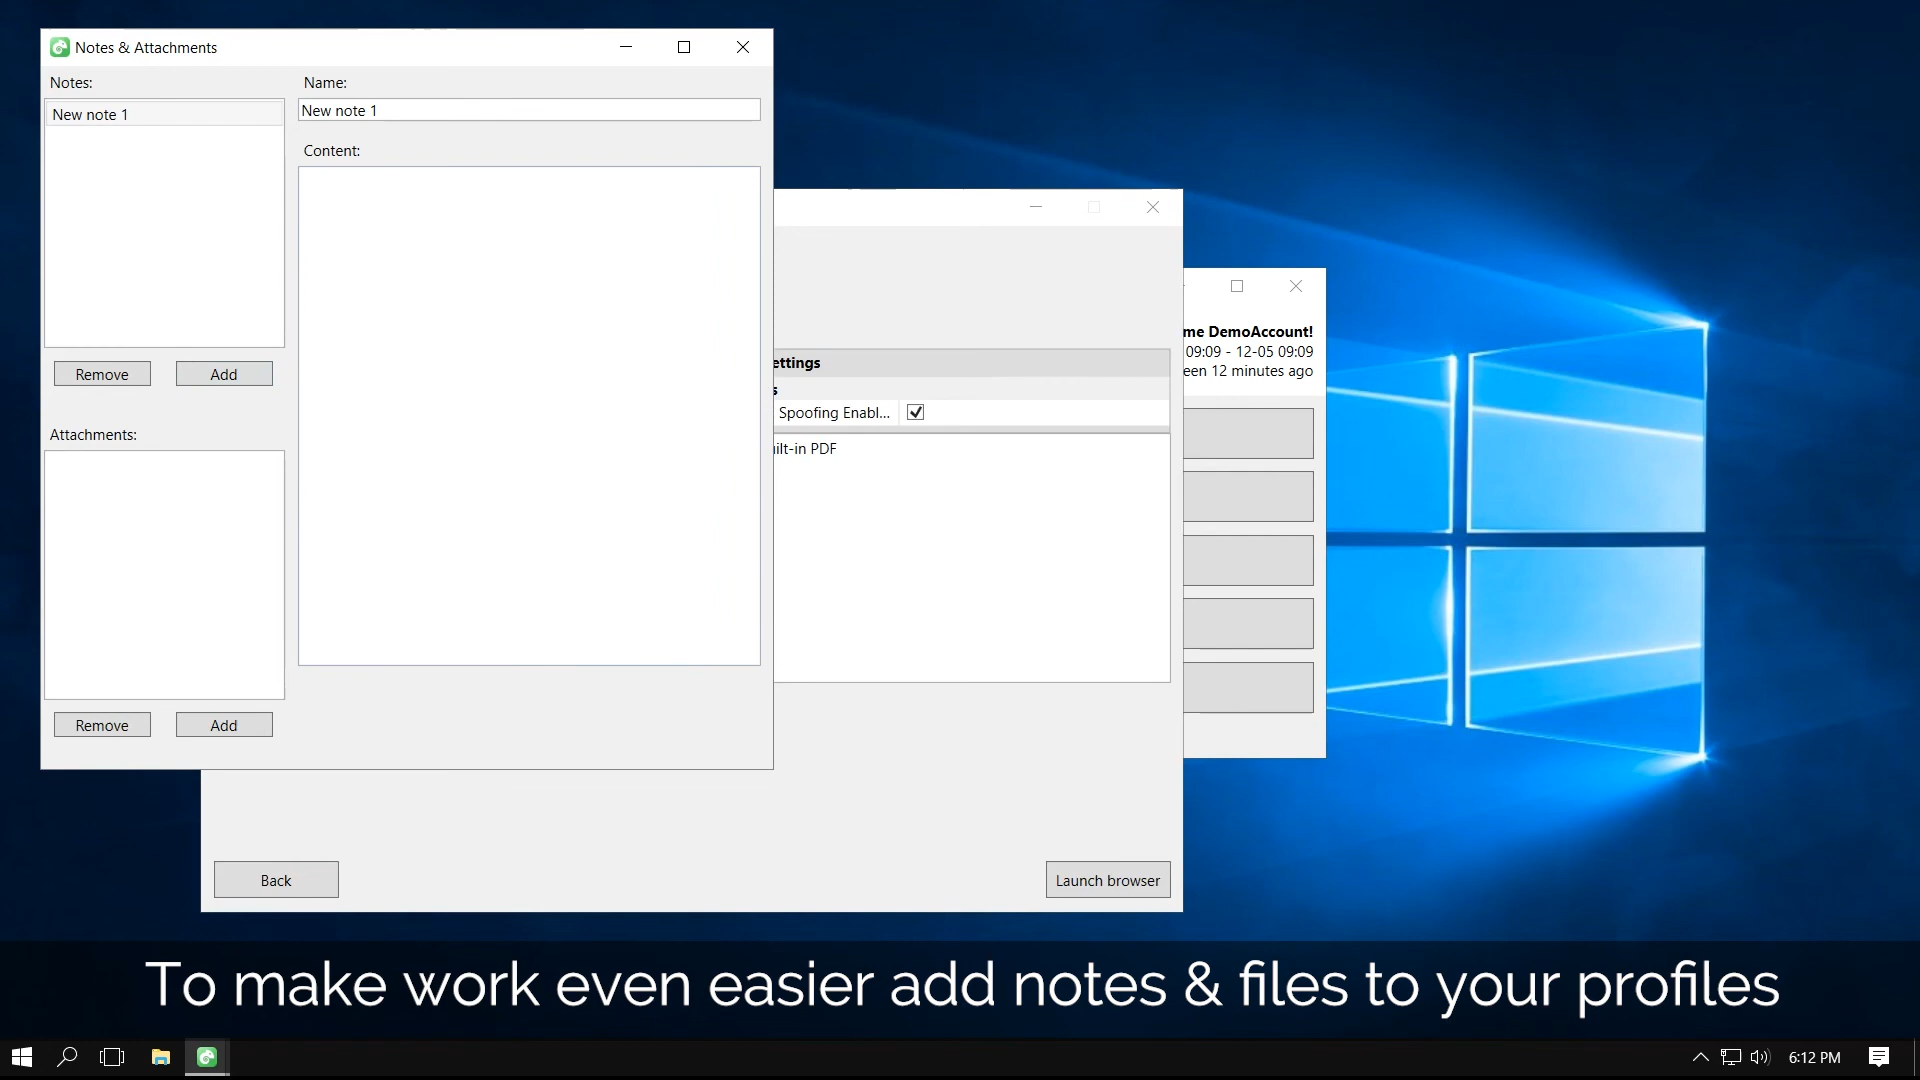 Notes & Attachments
Notes:
Name:
New note 1
New note 1
Content:
Remove
Add
Attachments:
Remove
Add
me DemoAccount!
09:09 - 12-05 09:09
een 12 minutes ago
ettings
s
Spoofing Enabl...
ilt-in PDF
Back
Launch browser
To make work even easier add notes & files to your profiles
6:12 PM